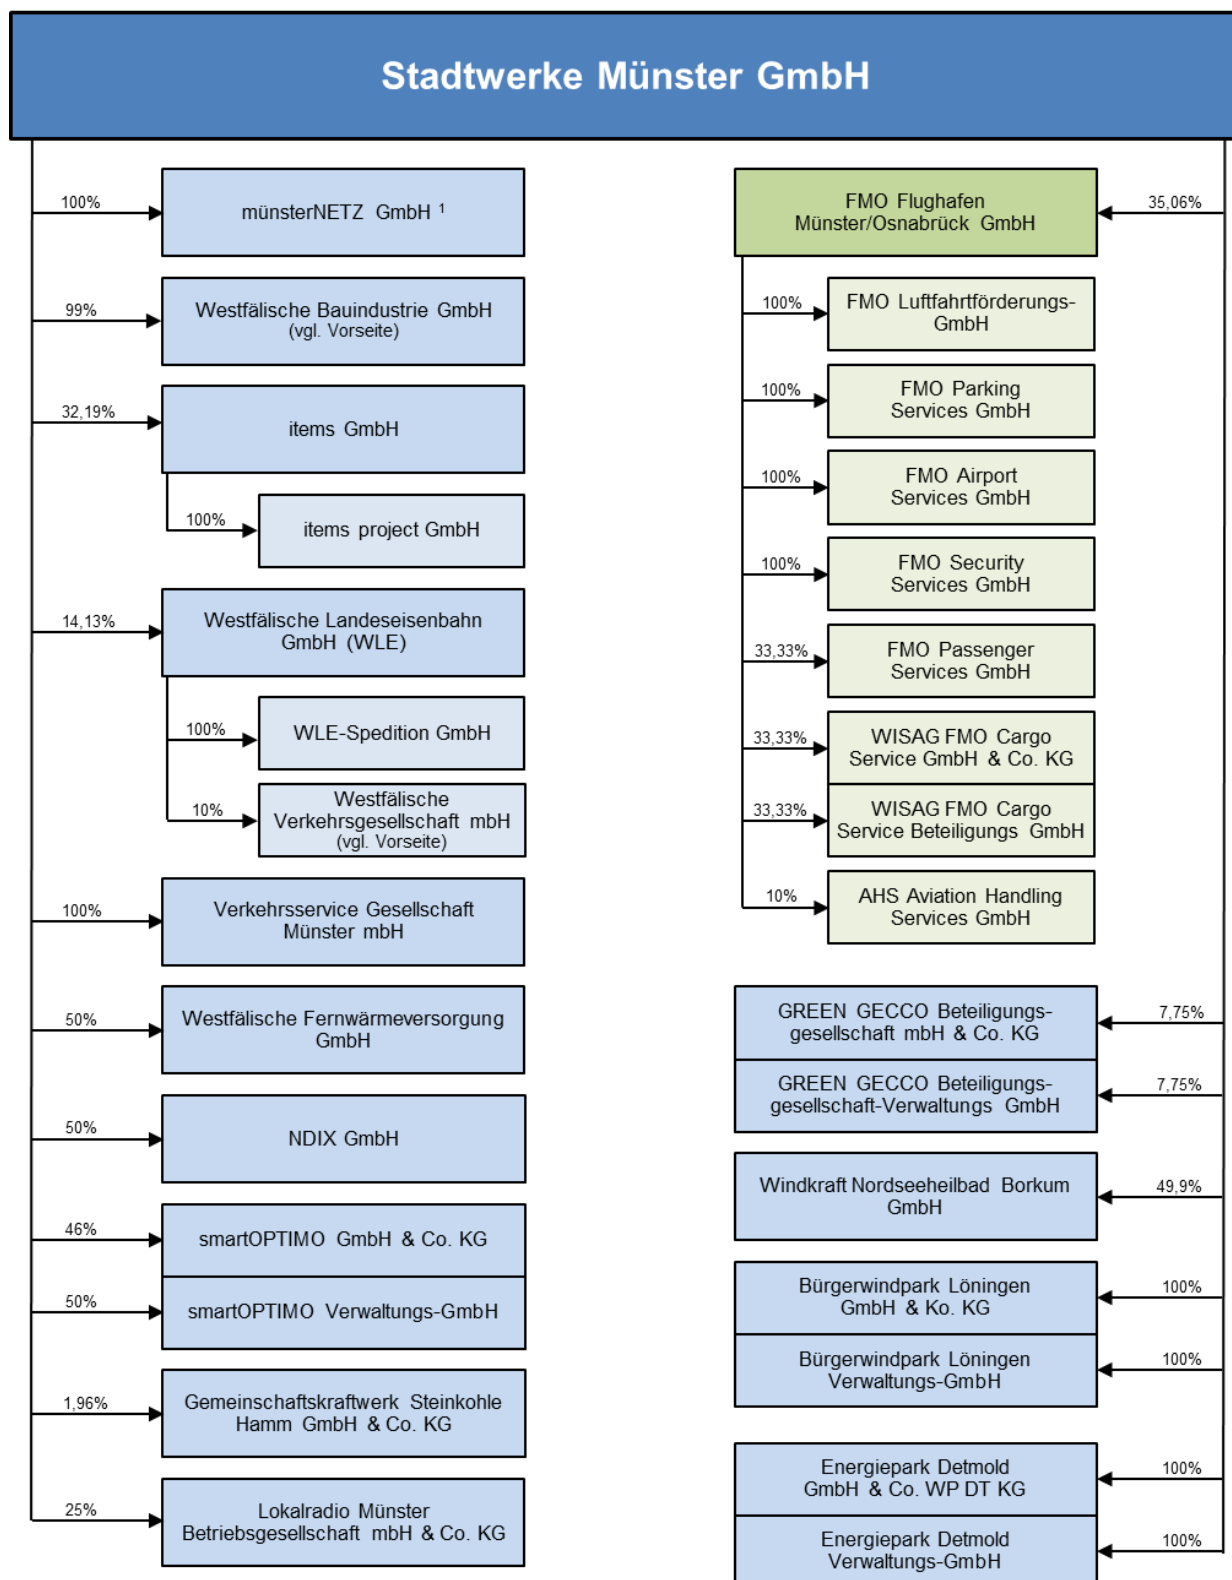 Stadtwerke Münster GmbH
100%
münsterNETZ GmbH ¹
99%
Westfälische Bauindustrie GmbH
(vgl. Vorseite)
32,19%
items GmbH
100%
items project GmbH
14,13%
Westfälische Landeseisenbahn
GmbH (WLE)
100%
WLE-Spedition GmbH
10%
Westfälische
Verkehrsgesellschaft mbH
(vgl. Vorseite)
100%
Verkehrsservice Gesellschaft
Münster mbH
50%
Westfälische Fernwärmeversorgung
GmbH
50%
NDIX GmbH
46%
smartOPTIMO GmbH & Co. KG
50%
smartOPTIMO Verwaltungs-GmbH
1,96%
Gemeinschaftskraftwerk Steinkohle
Hamm GmbH & Co. KG
25%
Lokalradio Münster
Betriebsgesellschaft mbH & Co. KG
FMO Flughafen
Münster/Osnabrück GmbH
35,06%
100%
FMO Luftfahrtförderungs-
GmbH
100%
FMO Parking
Services GmbH
100%
FMO Airport
Services GmbH
100%
FMO Security
Services GmbH
33,33%
FMO Passenger
Services GmbH
33,33%
WISAG FMO Cargo
Service GmbH & Co. KG
33,33%
WISAG FMO Cargo
Service Beteiligungs GmbH
10%
AHS Aviation Handling
Services GmbH
GREEN GECCO Beteiligungs-
gesellschaft mbH & Co. KG
7,75%
GREEN GECCO Beteiligungs-
gesellschaft-Verwaltungs GmbH
7,75%
Windkraft Nordseeheilbad Borkum
GmbH
49,9%
Bürgerwindpark Löningen
GmbH & Ko. KG
100%
Bürgerwindpark Löningen
Verwaltungs-GmbH
100%
Energiepark Detmold
GmbH & Co. WP DT KG
100%
Energiepark Detmold
Verwaltungs-GmbH
100%